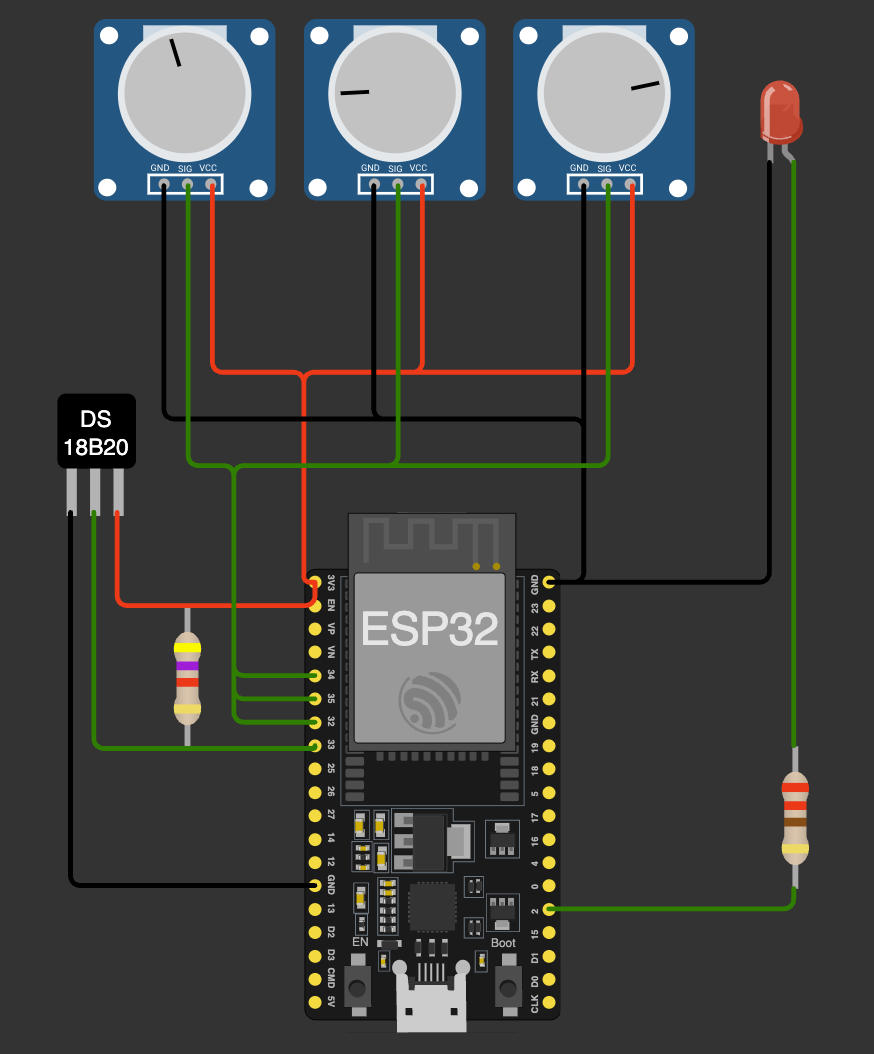 GND SIG VCC
GND SIG VCC
GND SIG VCC
DS
18B20
ESP32
3V3
EN
VP
VN
34
35
32
33
25
26
27
14
12
GND
13
D2
D3
CMD
5V
GND
23
22
TX
RX
21
GND
19
18
5
17
16
4
0
2
15
D1
D0
CLK
EN
Boot